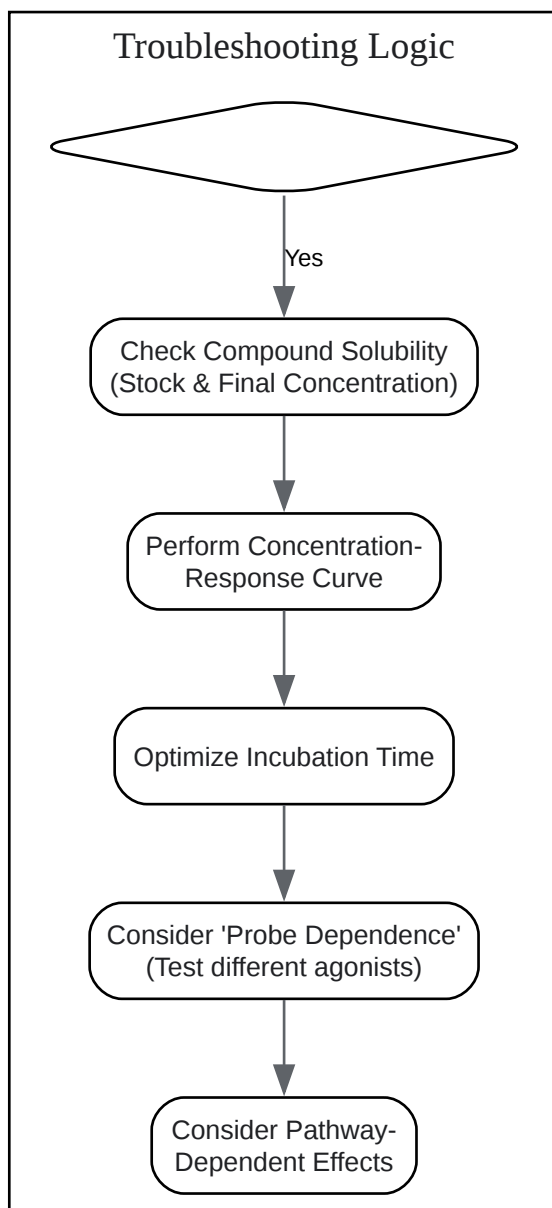 Troubleshooting Logic
Yes
Check Compound Solubility
(Stock & Final Concentration)
Perform Concentration-
Response Curve
Optimize Incubation Time
Consider 'Probe Dependence'
(Test different agonists)
Consider Pathway-
Dependent Effects